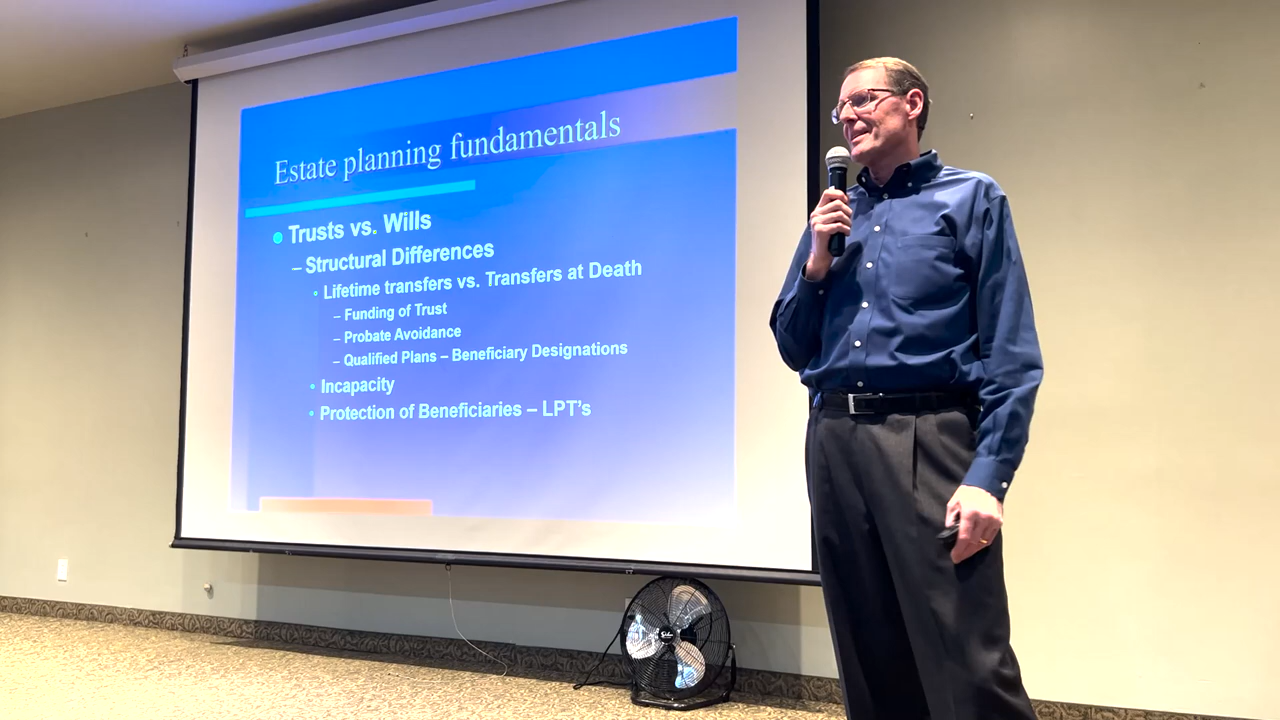 Estate planning fundamentals
● Trusts vs. Wills
– Structural Differences
• Lifetime transfers vs. Transfers at Death
– Funding of Trust
– Probate Avoidance
– Qualified Plans – Beneficiary Designations
• Incapacity
• Protection of Beneficiaries – LPT's